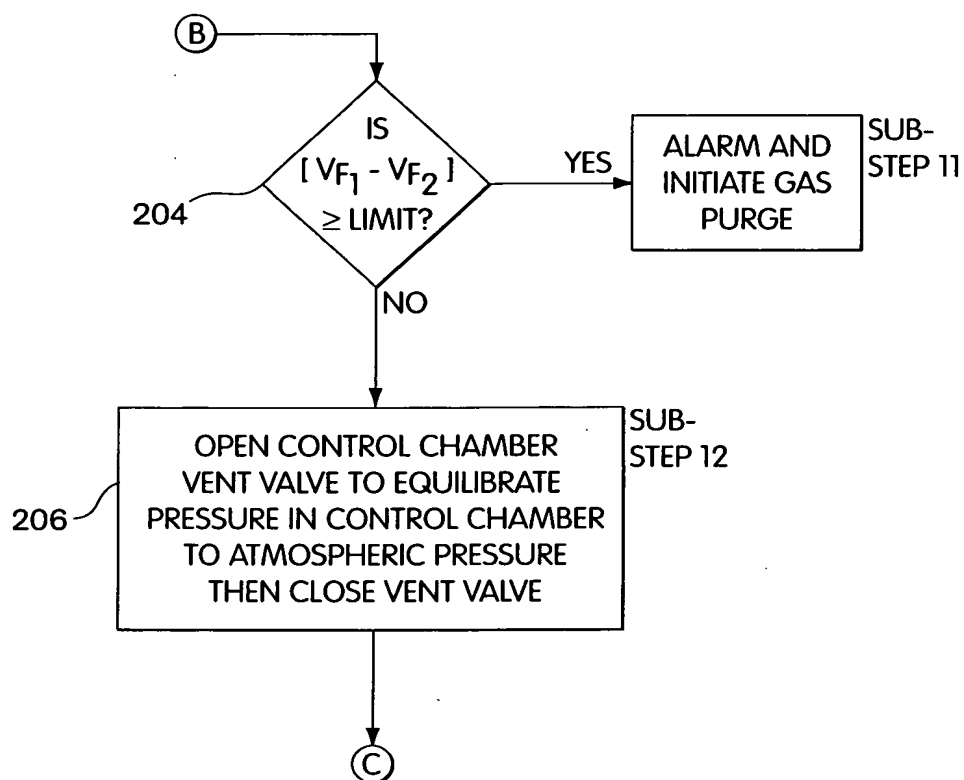 B
IS
[ VF1 - VF2 ]
≥ LIMIT?
204
YES
ALARM AND
INITIATE GAS
PURGE
SUB-
STEP 11
NO
OPEN CONTROL CHAMBER
VENT VALVE TO EQUILIBRATE
PRESSURE IN CONTROL CHAMBER
TO ATMOSPHERIC PRESSURE
THEN CLOSE VENT VALVE
SUB-
STEP 12
206
C